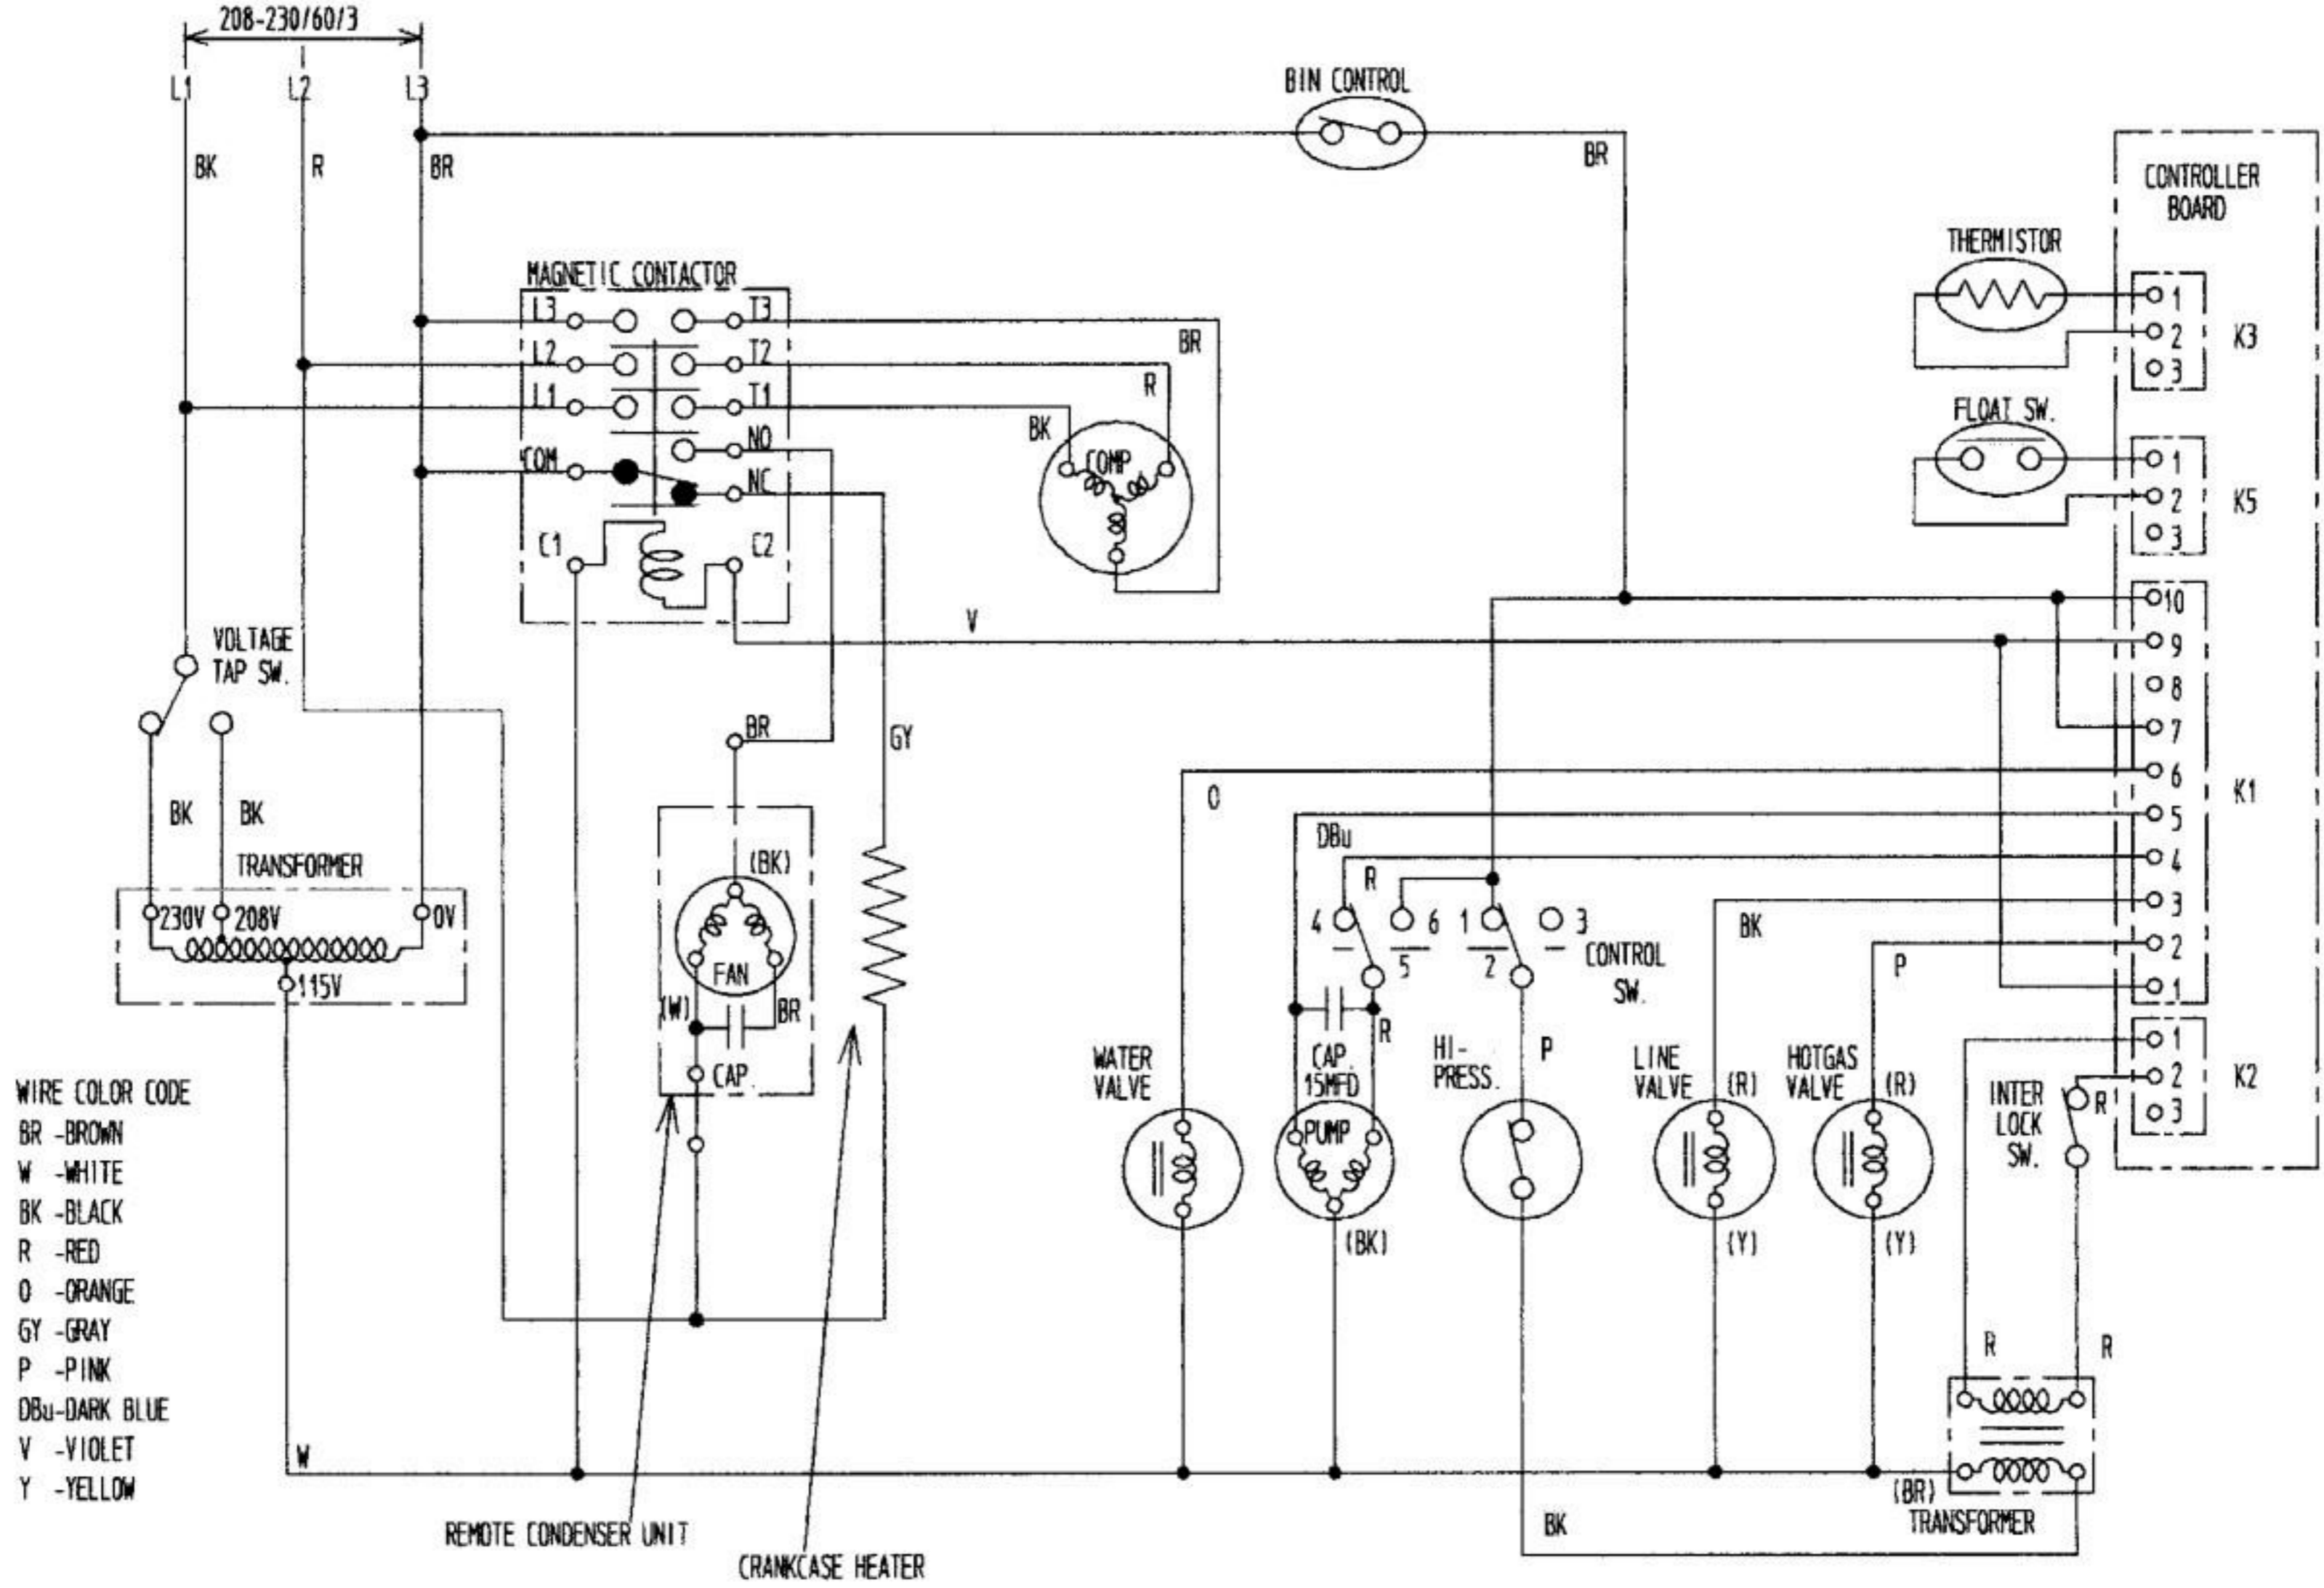 208-230/60/3
L1
L2
L3
BK
R
BR
BIN CONTROL
BR
CONTROLLER
BOARD
THERMISTOR
1
2
3
K3
FLOAT SW.
1
2
3
K5
MAGNETIC CONTACTOR
L3
T3
L2
T2
L1
T1
NO
COM
NC
C1
C2
BR
R
BK
COMP
V
10
9
8
7
6
5
4
3
2
1
K1
VOLTAGE
TAP SW.
BK
BK
TRANSFORMER
230V
208V
0V
115V
BR
GY
(BK)
FAN
(W)
BR
CAP.
O
DBu
R
4
6
1
3
5
2
CONTROL
SW.
BK
P
WATER
VALVE
CAP.
15MFD
R
PUMP
(BK)
HI-
PRESS.
P
LINE
VALVE
(R)
(Y)
HOTGAS
VALVE
(R)
(Y)
INTER
LOCK
SW.
R
1
2
3
K2
WIRE COLOR CODE
BR -BROWN
W -WHITE
BK -BLACK
R -RED
O -ORANGE
GY -GRAY
P -PINK
DBu-DARK BLUE
V -VIOLET
Y -YELLOW
W
R
R
(BR)
TRANSFORMER
BK
REMOTE CONDENSER UNIT
CRANKCASE HEATER